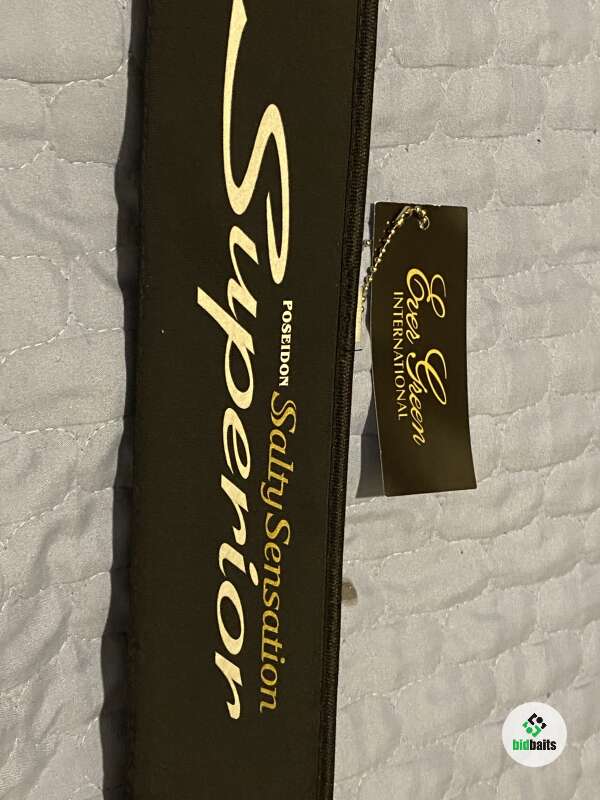 Superior
POSEIDON Salty Sensation
Ever Green
INTERNATIONAL
bidbaits